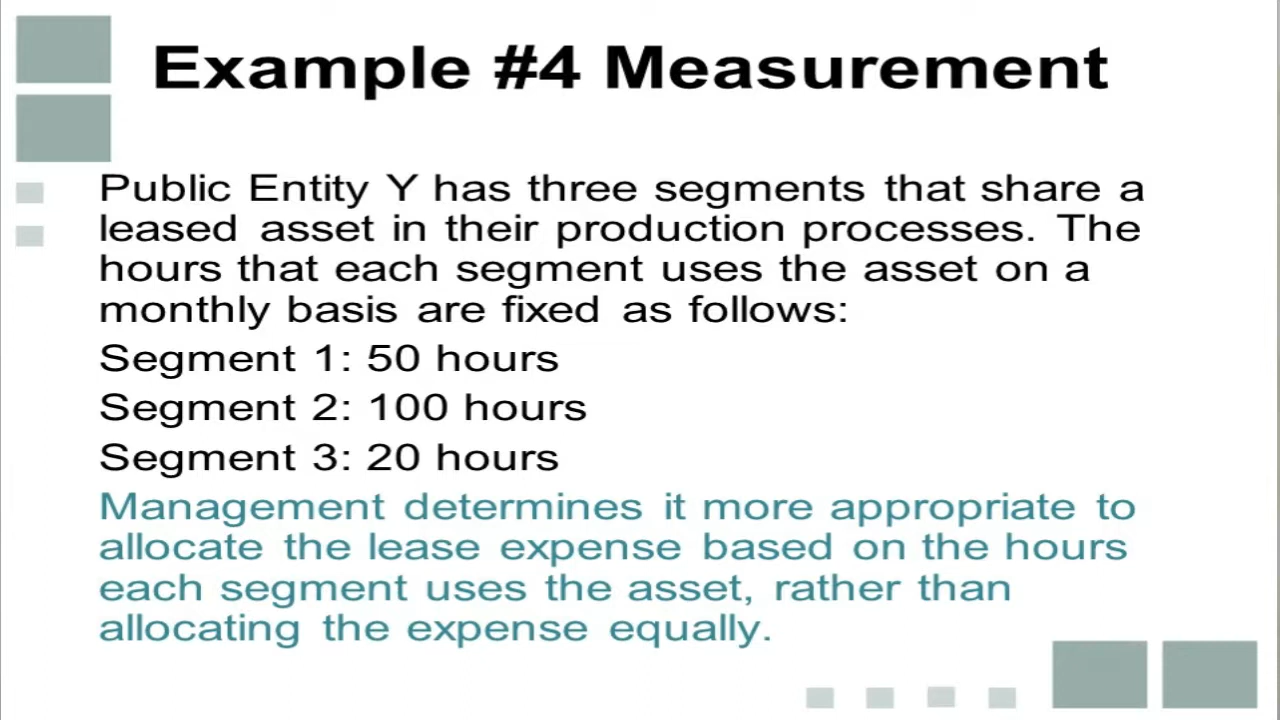 Example #4 Measurement
Public Entity Y has three segments that share a
leased asset in their production processes. The
hours that each segment uses the asset on a
monthly basis are fixed as follows:
Segment 1: 50 hours
Segment 2: 100 hours
Segment 3: 20 hours
Management determines it more appropriate to
allocate the lease expense based on the hours
each segment uses the asset, rather than
allocating the expense equally.